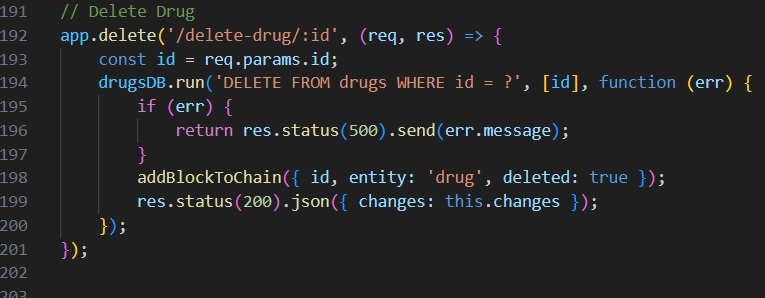 191 // Delete Drug
192 app.delete('/delete-drug/:id', (req, res) => {
193     const id = req.params.id;
194     drugsDB.run('DELETE FROM drugs WHERE id = ?', [id], function (err) {
195         if (err) {
196             return res.status(500).send(err.message);
197         }
198         addBlockToChain({ id, entity: 'drug', deleted: true });
199         res.status(200).json({ changes: this.changes });
200     });
201 });
202
203